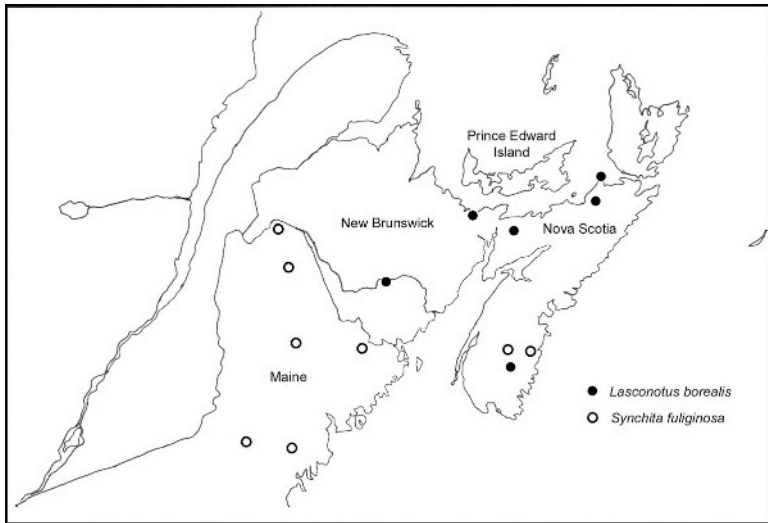 Prince Edward
Island
New Brunswick
Nova Scotia
Maine
Lasconotus borealis
Synchita fuliginosa